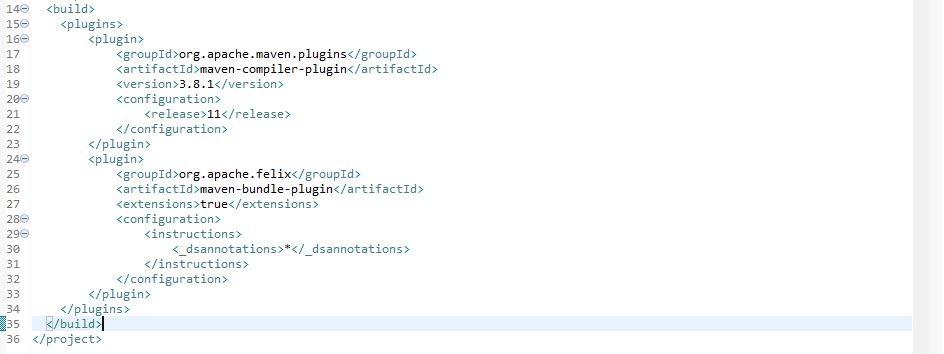 14 <build>
15 <plugins>
16 <plugin>
17 <groupId>org.apache.maven.plugins</groupId>
18 <artifactId>maven-compiler-plugin</artifactId>
19 <version>3.8.1</version>
20 <configuration>
21 <release>11</release>
22 </configuration>
23 </plugin>
24 <plugin>
25 <groupId>org.apache.felix</groupId>
26 <artifactId>maven-bundle-plugin</artifactId>
27 <extensions>true</extensions>
28 <configuration>
29 <instructions>
30 <_dsannotations>*</_dsannotations>
31 </instructions>
32 </configuration>
33 </plugin>
34 </plugins>
35 </build>
36 </project>